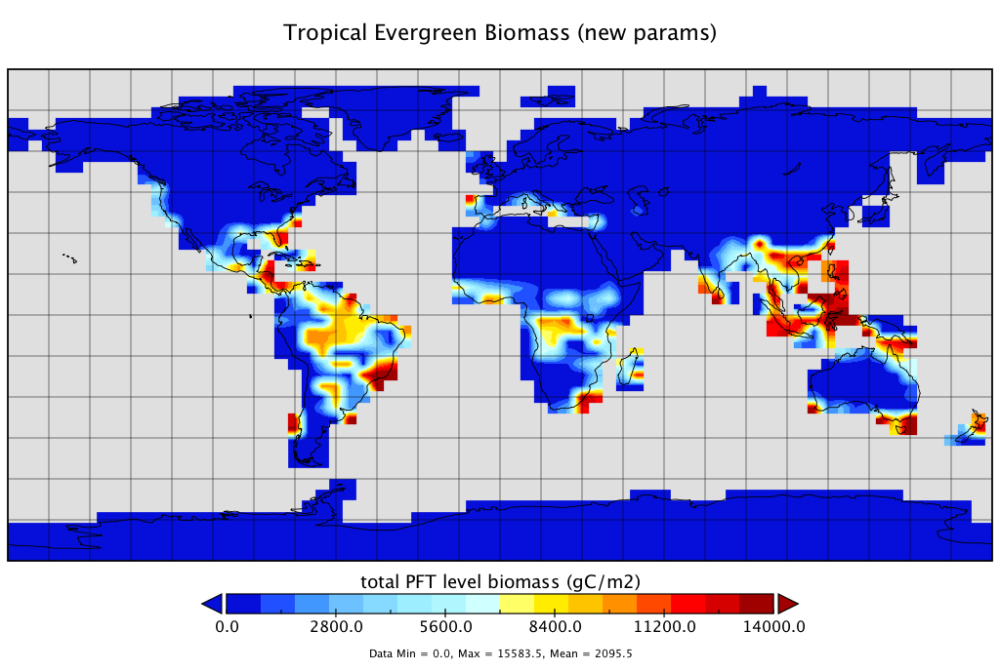 Tropical Evergreen Biomass (new params)
total PFT level biomass (gC/m2)
0.0 2800.0 5600.0 8400.0 11200.0 14000.0
Data Min = 0.0, Max = 15583.5, Mean = 2095.5